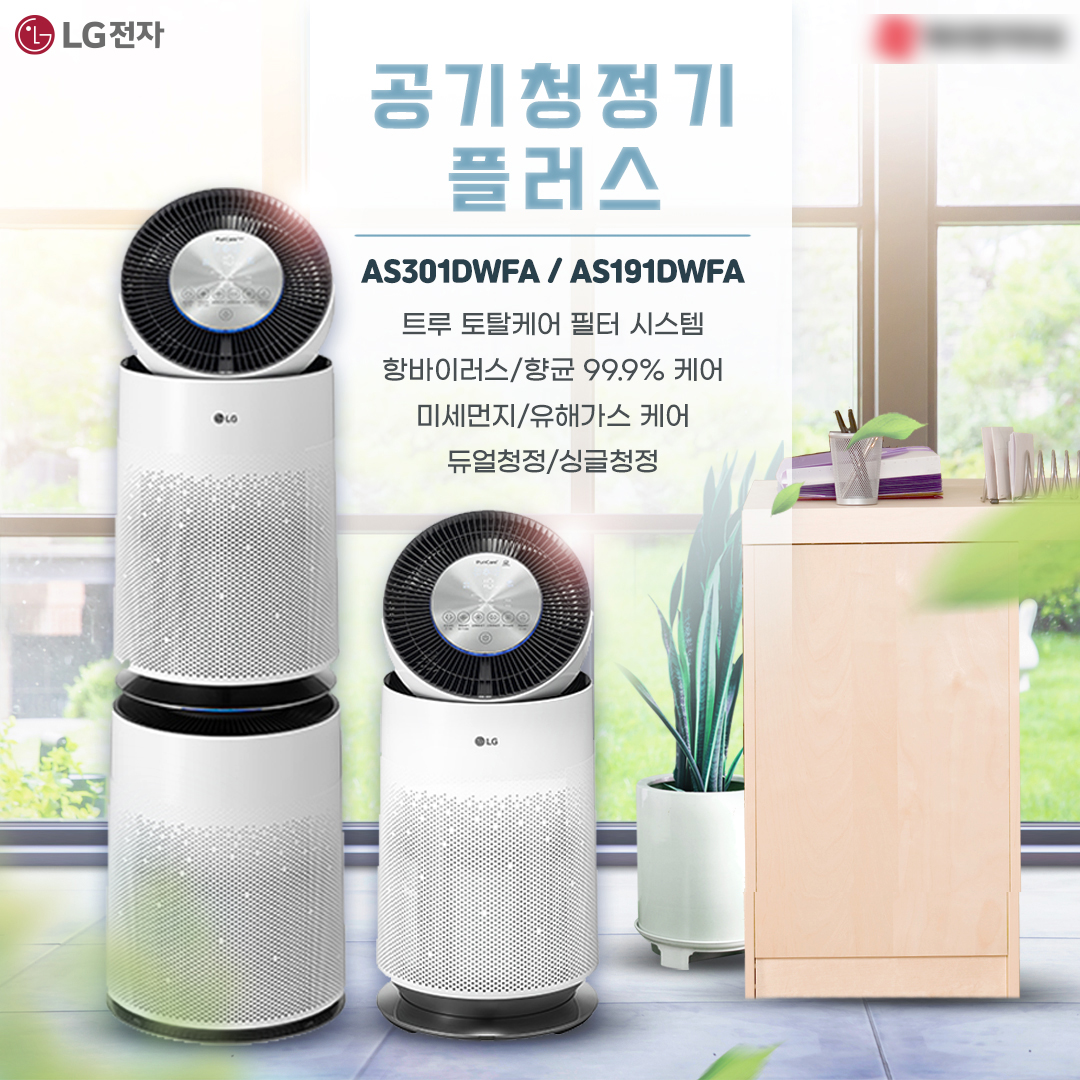 LG전자
공기청정기
플러스
AS301DWFA / AS191DWFA
트루 토탈케어 필터 시스템
항바이러스/향균 99.9% 케어
미세먼지/유해가스 케어
듀얼청정/싱글청정
PuriCare
LG
PuriCare
LG